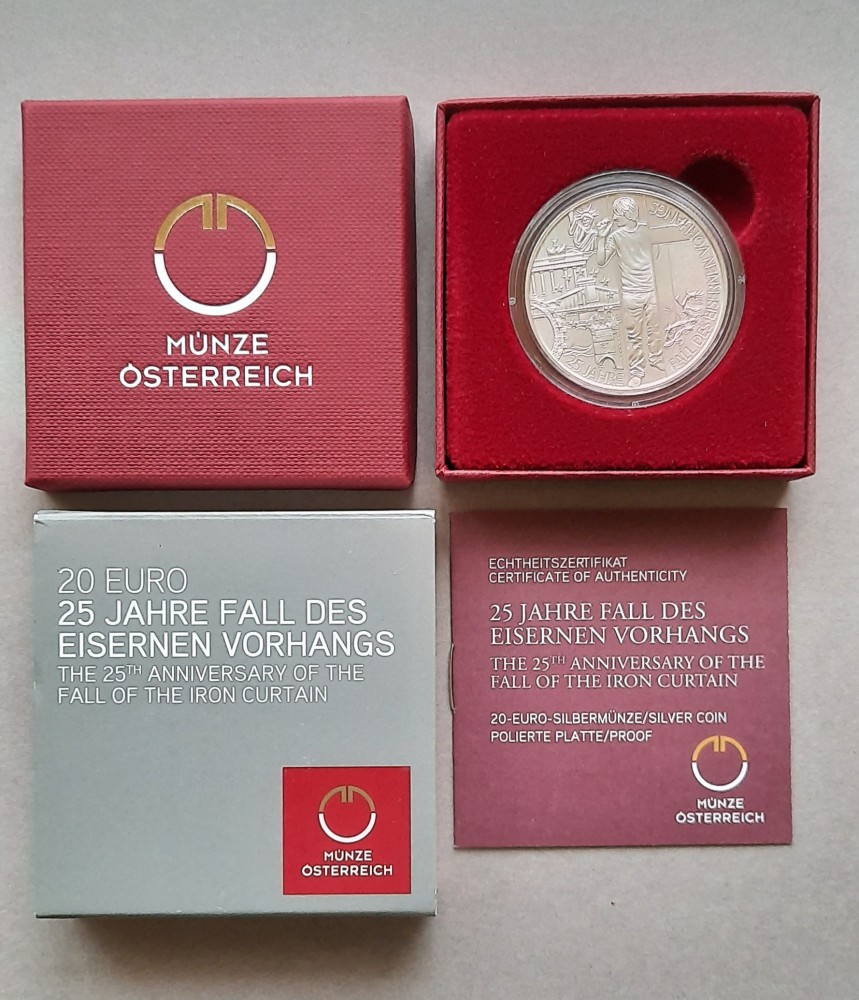 MÜNZE
ÖSTERREICH
25 JAHRE FALL DES EISERNEN VORHANGS
20 EURO
25 JAHRE FALL DES
EISERNEN VORHANGS
THE 25TH ANNIVERSARY OF THE
FALL OF THE IRON CURTAIN
MÜNZE
ÖSTERREICH
ECHTHEITSZERTIFIKAT
CERTIFICATE OF AUTHENTICITY
25 JAHRE FALL DES
EISERNEN VORHANGS
THE 25TH ANNIVERSARY OF THE
FALL OF THE IRON CURTAIN
20-EURO-SILBERMÜNZE/SILVER COIN
POLIERTE PLATTE/PROOF
MÜNZE
ÖSTERREICH